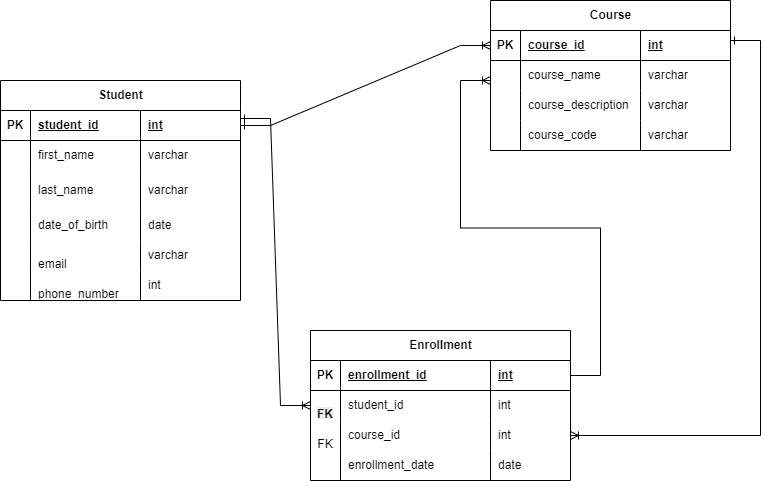 Course
PK course_id int
course_name varchar
course_description varchar
course_code varchar
Student
PK student_id int
first_name varchar
last_name varchar
date_of_birth date
email varchar
phone_number int
Enrollment
PK enrollment_id int
FK student_id int
FK course_id int
enrollment_date date